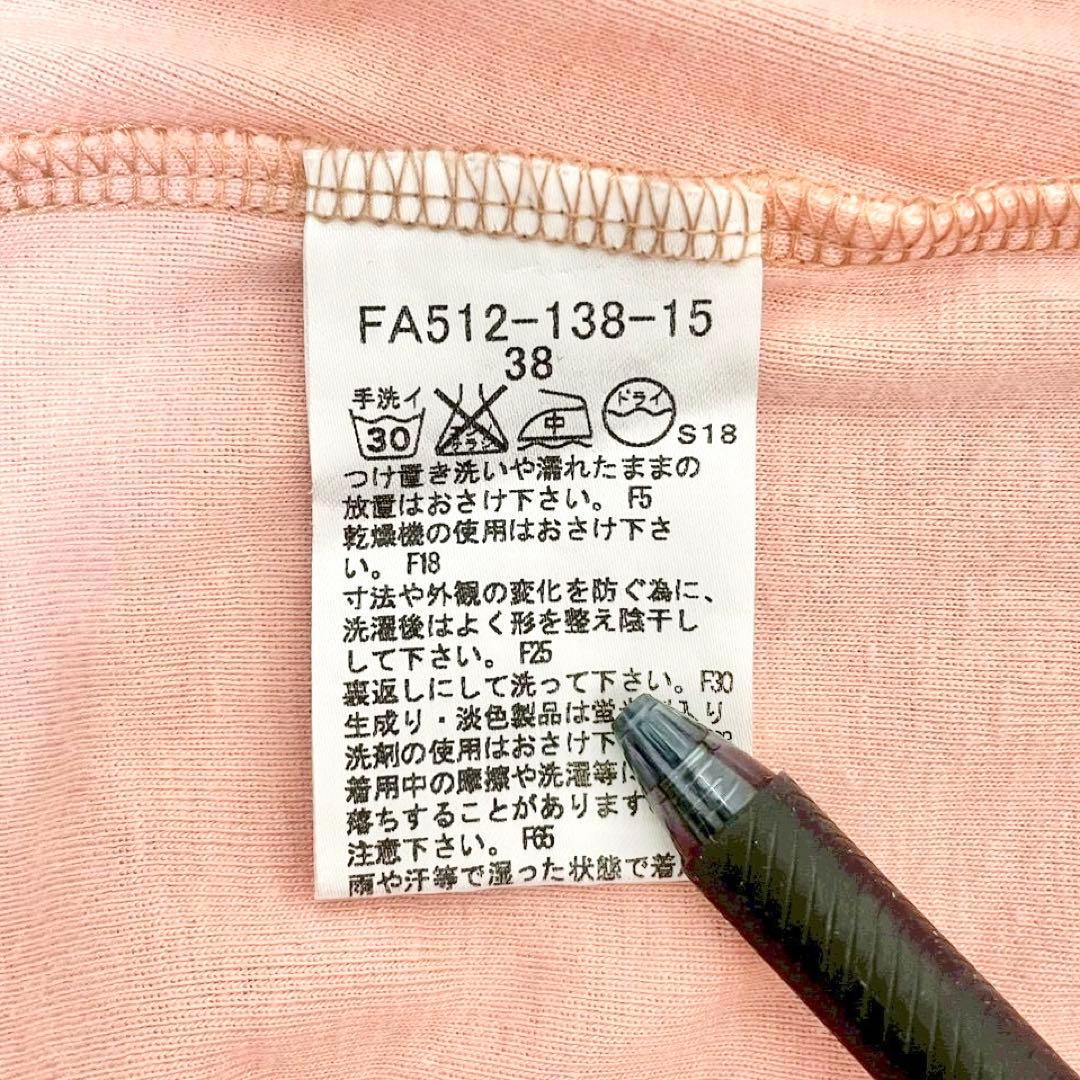 FA512-138-15
38
手洗イ
30
ドライ
中
S18
つけ置き洗いや濡れたままの
放置はおさけ下さい。 F5
乾燥機の使用はおさけ下さ
い。 F18
寸法や外観の変化を防ぐ為に、
洗濯後はよく形を整え陰干し
して下さい。 F25
裏返しにして洗って下さい。 F30
生成り・淡色製品は蛍 入り
洗剤の使用はおさけ下
着用中の摩擦や洗濯等
落ちすることがあります
注意下さい。 F65
雨や汗等で湿った状態で着